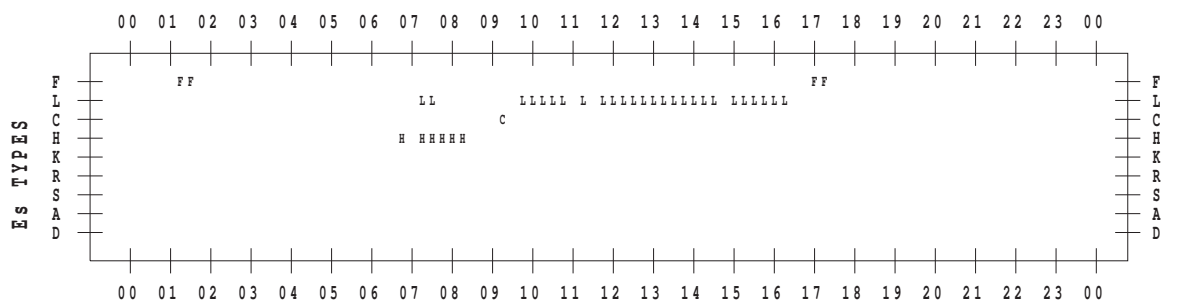 00 01 02 03 04 05 06 07 08 09 10 11 12 13 14 15 16 17 18 19 20 21 22 23 00
F FF FF F
L LL LLLLL L LLLLLLLLLLLL LLLLLL L
C C C
H H HHHHH H
K K
R R
S S
A A
D D
Es TYPES
00 01 02 03 04 05 06 07 08 09 10 11 12 13 14 15 16 17 18 19 20 21 22 23 00